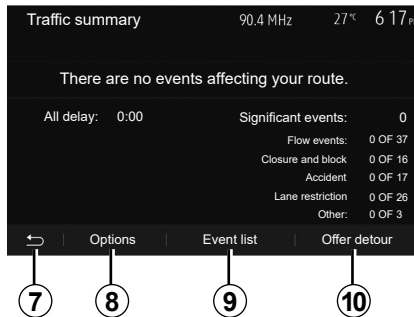 Traffic summary 90.4 MHz 27°C 6 17
There are no events affecting your route.
All delay: 0:00 Significant events: 0
Flow events: 0 OF 37
Closure and block 0 OF 16
Accident 0 OF 17
Lane restriction 0 OF 26
Other: 0 OF 3
Options Event list Offer detour
7 8 9 10